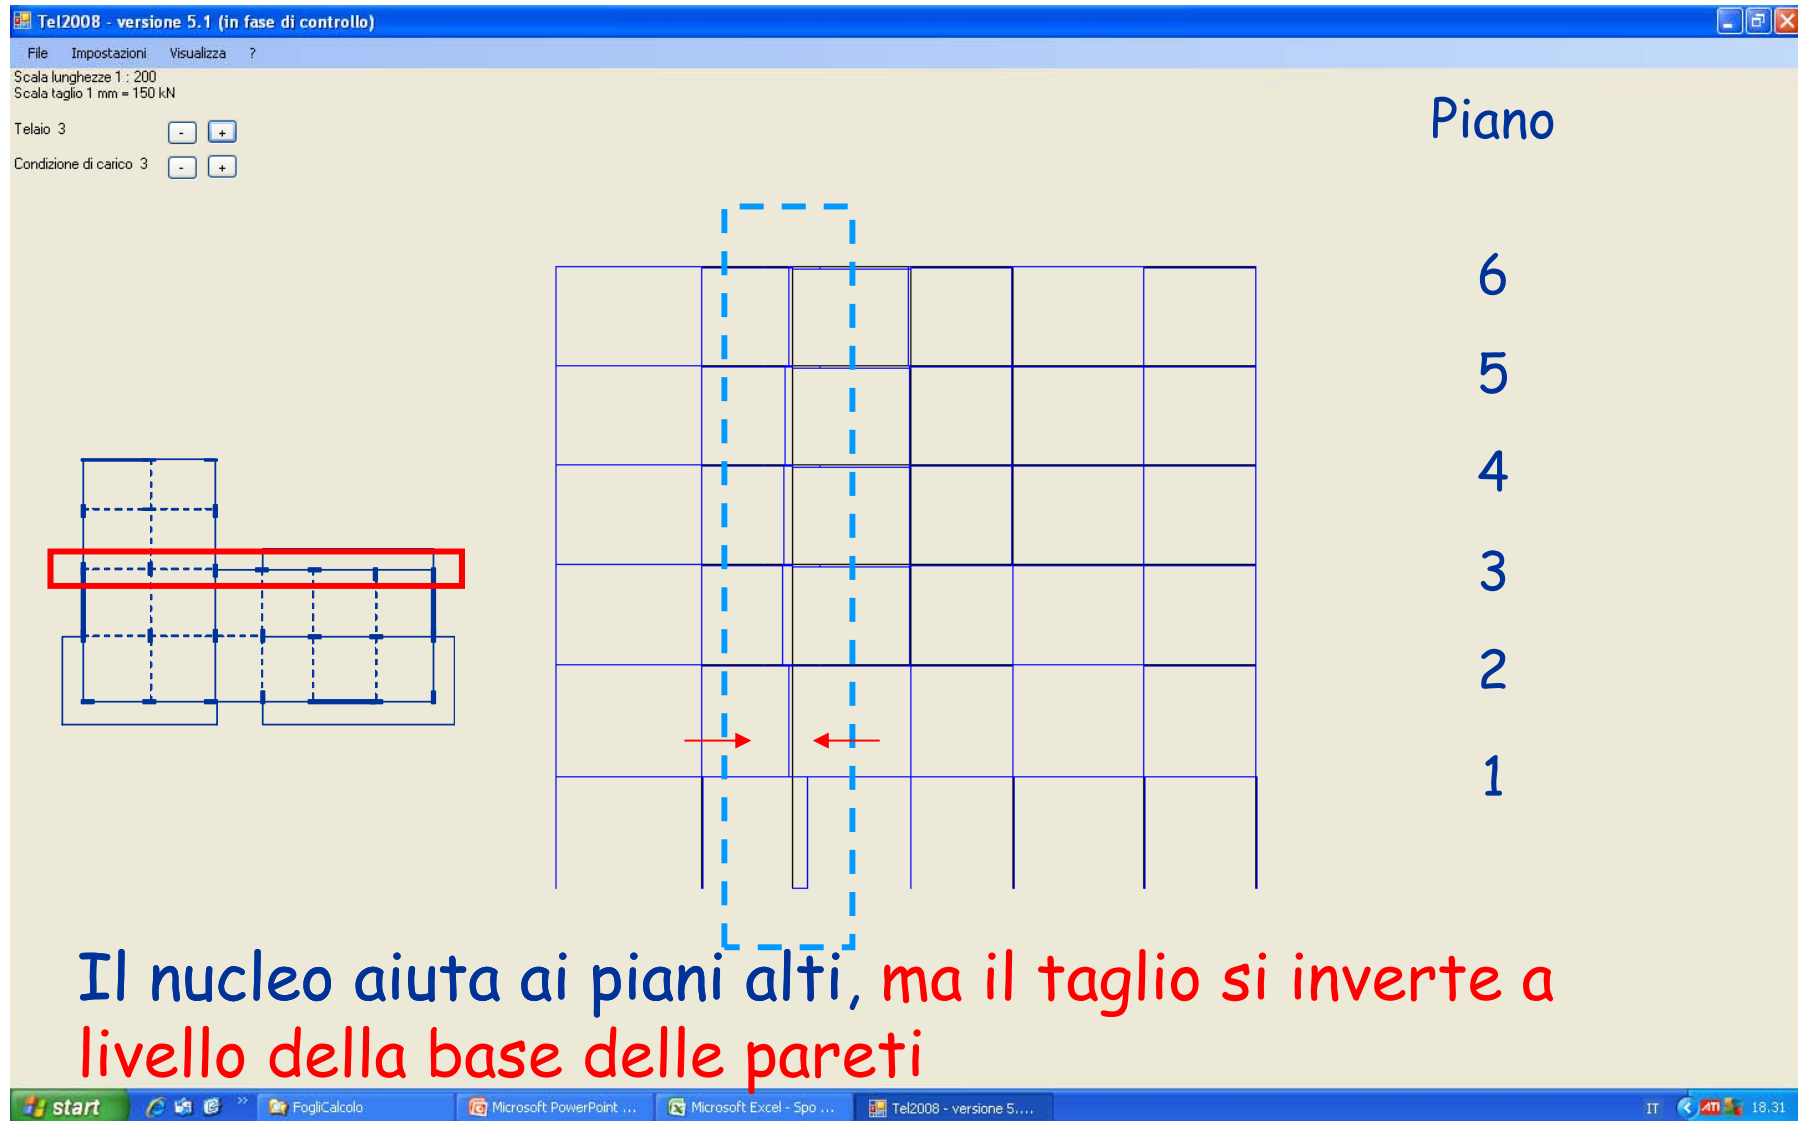 Tel2008 - versione 5.1 (in fase di controllo)
File Impostazioni Visualizza ?
Scala lunghezze 1 : 200
Scala taglio 1 mm = 150 kN
Telaio 3 - +
Condizione di carico 3 - +
Piano
6
5
4
3
2
1
Il nucleo aiuta ai piani alti, ma il taglio si inverte a
livello della base delle pareti
start » FogliCalcolo Microsoft PowerPoint ... Microsoft Excel - Spo ... Tel2008 - versione 5.... IT ATI 18.31